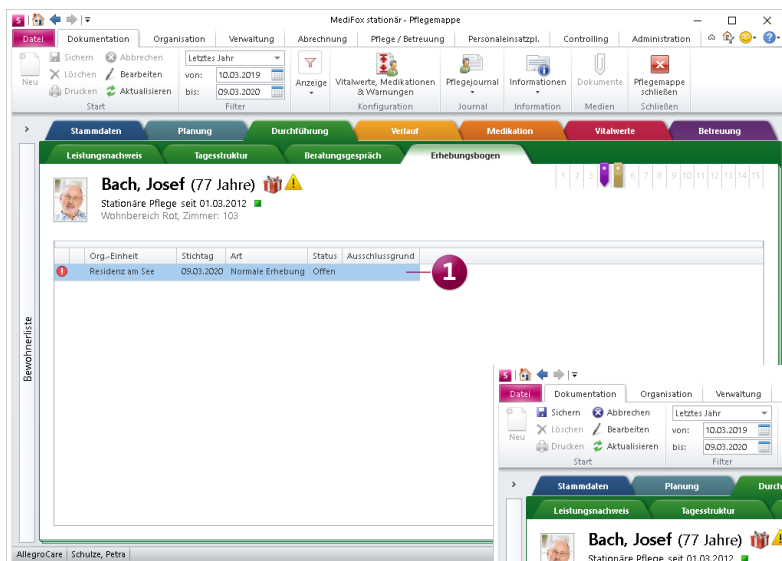 S MediFox stationär - Pflegemappe
Datei Dokumentation Organisation Verwaltung Abrechnung Pflege / Betreuung Personaleinsatzpl. Controlling Administration
Neu
Sichern Abbrechen
Löschen Bearbeiten
Drucken Aktualisieren
Start
Letztes Jahr
von: 10.03.2019
bis: 09.03.2020
Filter
Anzeige
Vitalwerte, Medikationen
& Warnungen
Konfiguration
Pflegejournal
Journal
Informationen
Information
Dokumente
Medien
Pflegemappe
schließen
Schließen
Stammdaten Planung Durchführung Verlauf Medikation Vitalwerte Betreuung
Leistungsnachweis Tagesstruktur Beratungsgespräch Erhebungsbogen
Bach, Josef (77 Jahre)
1 2 3 6 7 8 9 10 11 12 13 14 15
Stationäre Pflege seit 01.03.2012
Wohnbereich Rot, Zimmer: 103
Org.-Einheit Stichtag Art Status Ausschlussgrund
Residenz am See 09.03.2020 Normale Erhebung Offen
1
Bewohnerliste
AllegroCare Schulze, Petra
S
Datei Dokumentation Organisation Verwaltung
Neu
Sichern Abbrechen
Löschen Bearbeiten
Drucken Aktualisieren
Start
Letztes Jahr
von: 10.03.2019
bis: 09.03.2020
Filter
Stammdaten Planung Durch
Leistungsnachweis Tagesstruktur
Bach, Josef (77 Jahre)
Stationäre Pflege seit 01.03.2012